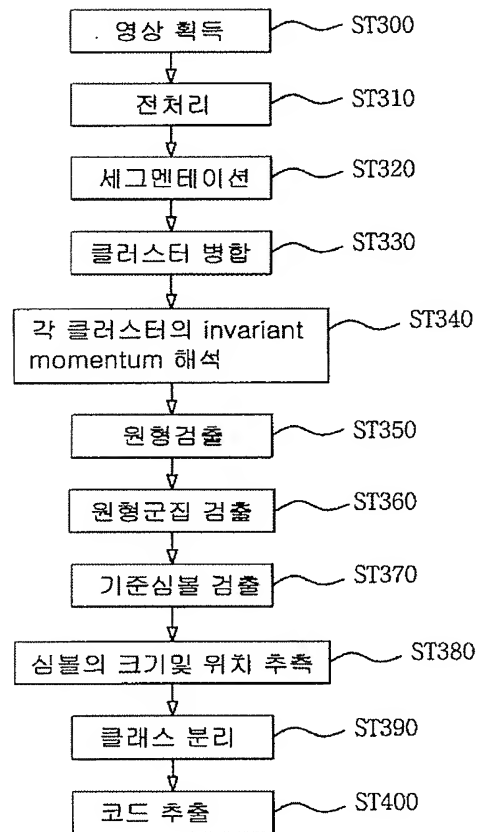 영상 획득 ST300
전처리 ST310
세그멘테이션 ST320
클러스터 병합 ST330
각 클러스터의 invariant
momentum 해석 ST340
원형검출 ST350
원형군집 검출 ST360
기준심볼 검출 ST370
심볼의 크기및 위치 추측 ST380
클래스 분리 ST390
코드 추출 ST400